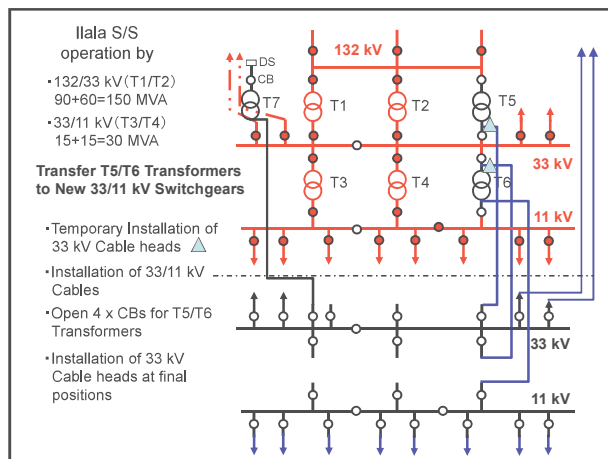 Ilala S/S
operation by
・132/33 kV(T1/T2)
90+60=150 MVA
・33/11 kV(T3/T4)
15+15=30 MVA
Transfer T5/T6 Transformers
to New 33/11 kV Switchgears
・Temporary Installation of
33 kV Cable heads
・Installation of 33/11 kV
Cables
・Open 4 x CBs for T5/T6
Transformers
・Installation of 33 kV
Cable heads at final
positions
DS
CB
T7
132 kV
T1
T2
T5
33 kV
T3
T4
T6
11 kV
33 kV
11 kV